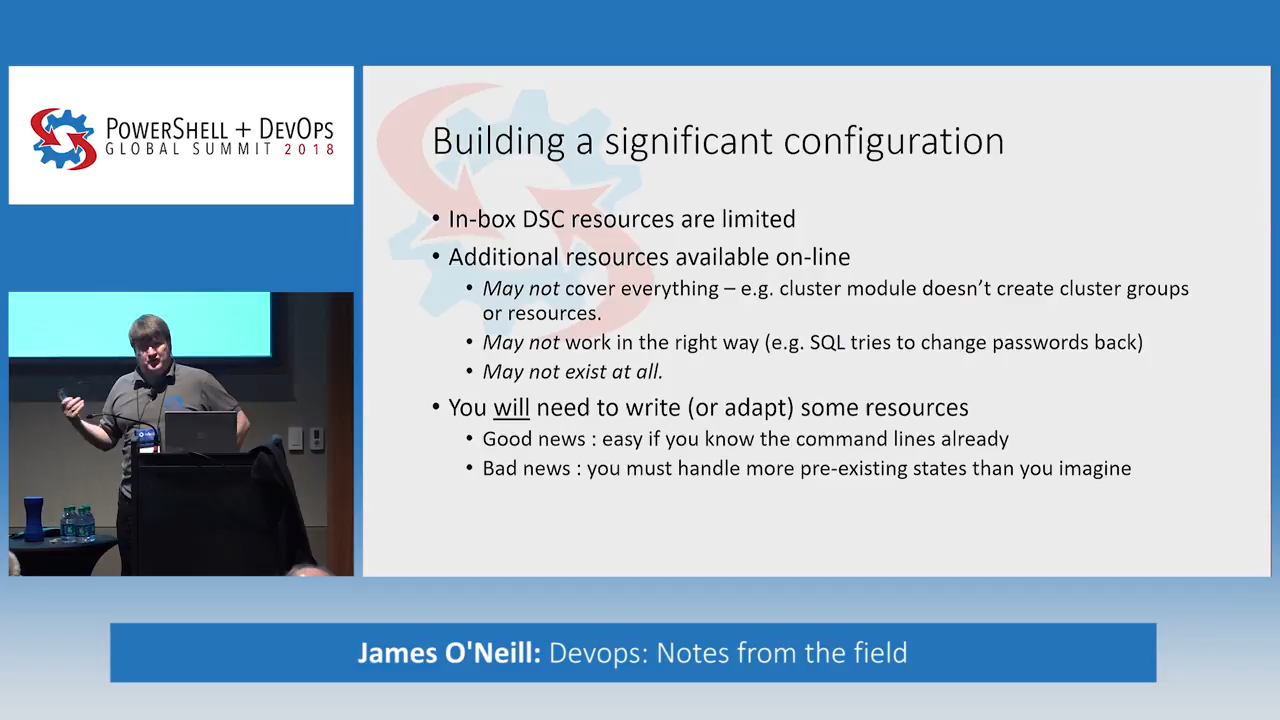 POWERSHELL + DEVOPS
GLOBAL SUMMIT 2018
Building a significant configuration
• In-box DSC resources are limited
• Additional resources available on-line
• May not cover everything – e.g. cluster module doesn't create cluster groups
or resources.
• May not work in the right way (e.g. SQL tries to change passwords back)
• May not exist at all.
• You will need to write (or adapt) some resources
• Good news : easy if you know the command lines already
• Bad news : you must handle more pre-existing states than you imagine
James O'Neill: Devops: Notes from the field